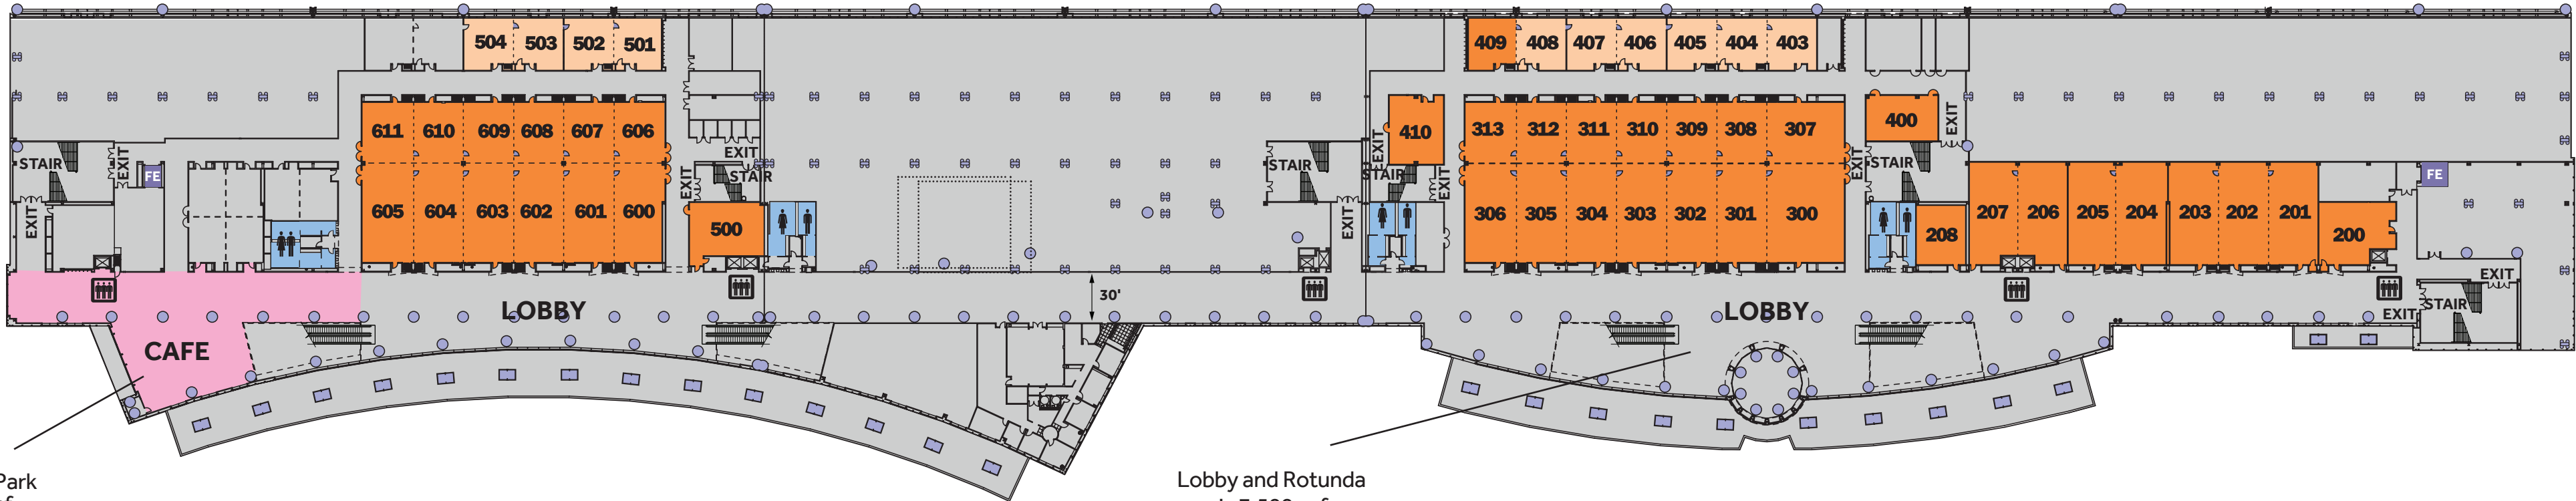 504 503 502 501
409 408 407 406 405 404 403
611 610 609 608 607 606
410
313 312 311 310 309 308 307
400
EXIT
EXIT
EXIT
EXIT
STAIR
EXIT
STAIR
STAIR
STAIR
STAIR
FE
FE
EXIT
EXIT
605 604 603 602 601 600
306 305 304 303 302 301 300
207 206 205 204 203 202 201
EXIT
500
EXIT
208
200
EXIT
30'
STAIR
EXIT
LOBBY
LOBBY
CAFE
Park
Lobby and Rotunda